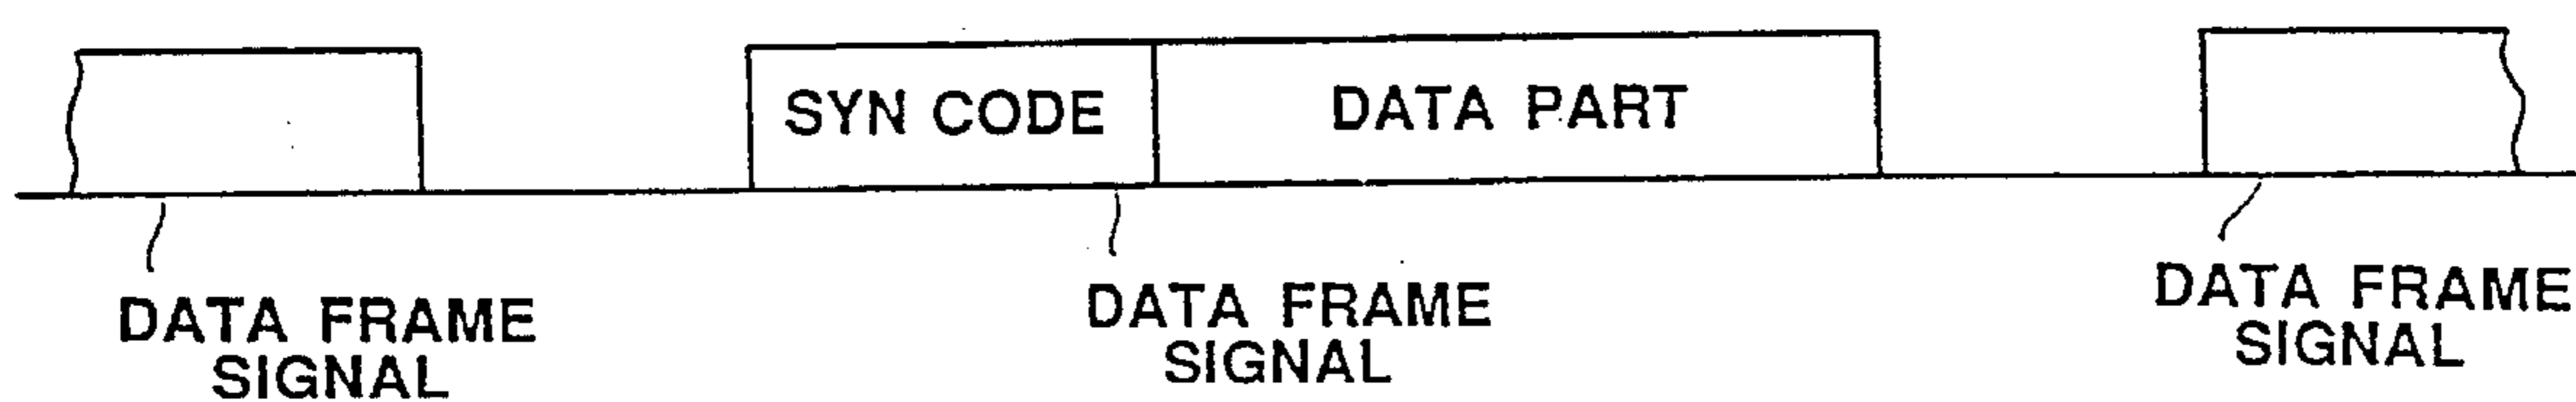 SYN CODE
DATA PART
DATA FRAME
SIGNAL
DATA FRAME
SIGNAL
DATA FRAME
SIGNAL